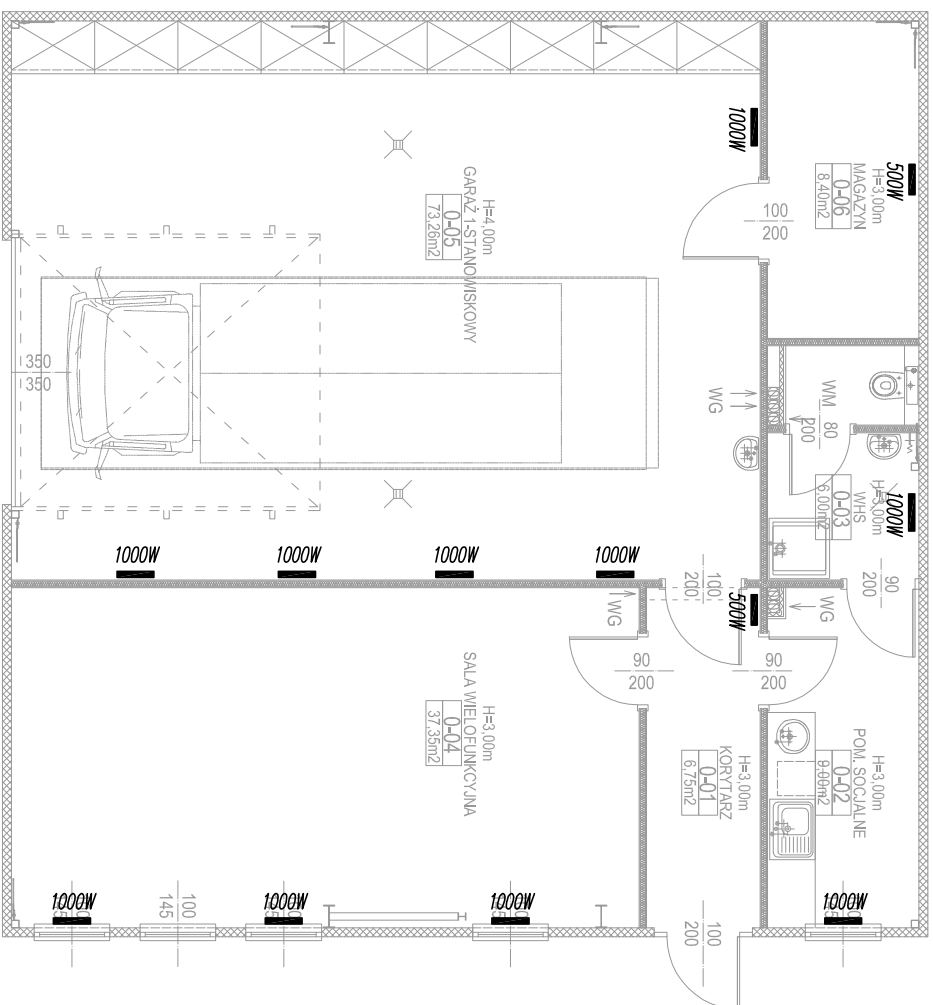 1000W
500W
H=3,00m
MAGAZYN
0-06
8,40m2
100
200
H=4,00m
GARAŻ 1-STANOWISKOWY
0-05
73,26m2
350
350
WG
WM
80
200
H=3,00m
WHS
0-03
6,00m2
1000W
90
200
1000W
1000W
1000W
1000W
100
200
500W
WG
WG
90
200
90
200
H=3,00m
SALA WIELOFUNKCYJNA
0-04
37,35m2
H=3,00m
KORYTARZ
0-01
6,75m2
H=3,00m
POM. SOCJALNE
0-02
9,00m2
1000W
100
145
1000W
1000W
1000W
100
200